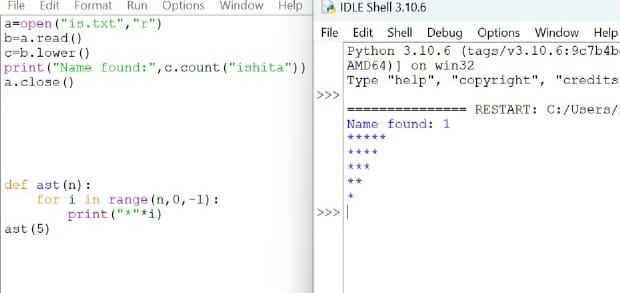 File Edit Format Run Options Window Help
a=open("is.txt","r")
b=a.read()
c=b.lower()
print("Name found:",c.count("ishita"))
a.close()
def ast(n):
    for i in range(n,0,-1):
        print("*"*i)
ast(5)
IDLE Shell 3.10.6
File Edit Shell Debug Options Window Help
Python 3.10.6 (tags/v3.10.6:9c7b4b
AMD64)] on win32
Type "help", "copyright", "credits
>>>
=============== RESTART: C:/Users/
Name found: 1
*****
****
***
**
*
>>>